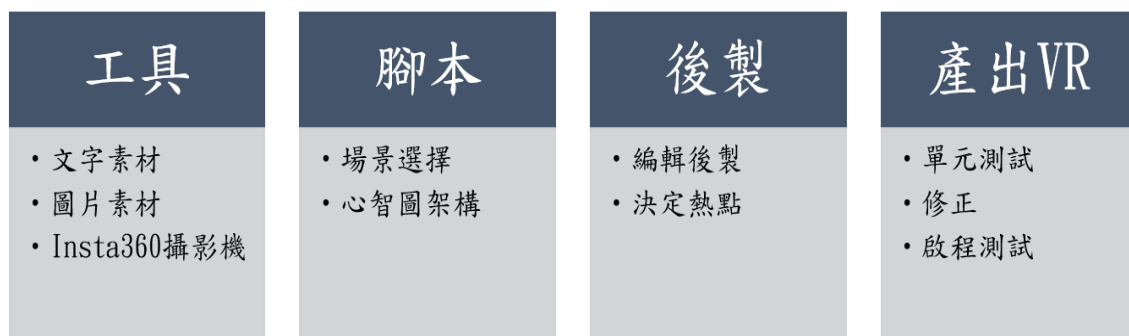 工具
・文字素材
・圖片素材
・Insta360攝影機
腳本
・場景選擇
・心智圖架構
後製
・編輯後製
・決定熱點
產出VR
・單元測試
・修正
・啟程測試